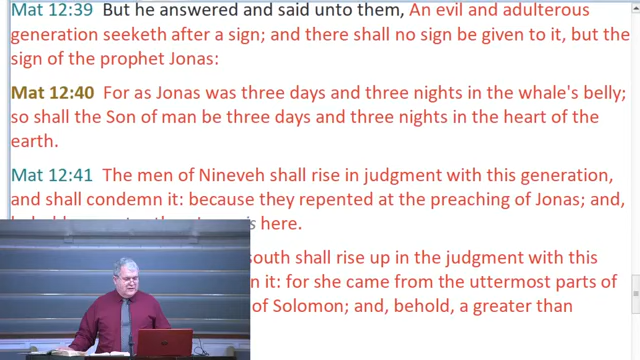 Mat 12:39 But he answered and said unto them, An evil and adulterous
generation seeketh after a sign; and there shall no sign be given to it, but the
sign of the prophet Jonas:
Mat 12:40 For as Jonas was three days and three nights in the whale's belly;
so shall the Son of man be three days and three nights in the heart of the
earth.
Mat 12:41 The men of Nineveh shall rise in judgment with this generation,
and shall condemn it: because they repented at the preaching of Jonas; and,
here.
south shall rise up in the judgment with this
n it: for she came from the uttermost parts of
of Solomon; and, behold, a greater than